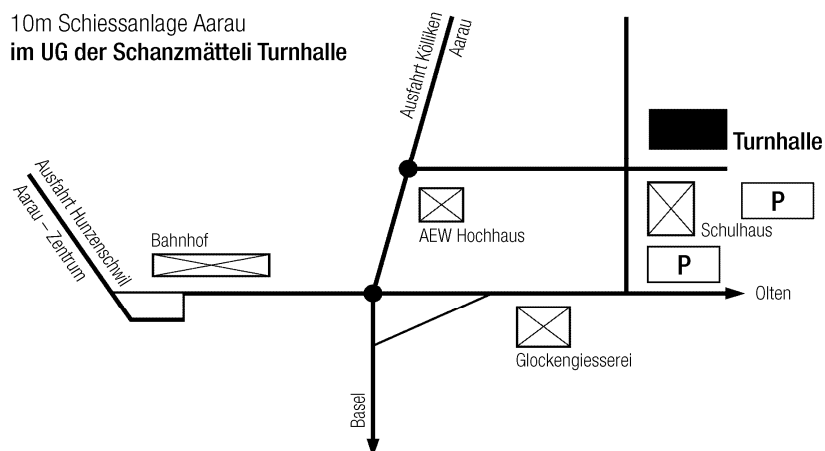 10m Schiessanlage Aarau
im UG der Schanzmätteli Turnhalle
Ausfahrt Kölliken
Aarau
Turnhalle
Ausfahrt Hunzenschwil
Aarau – Zentrum
Bahnhof
AEW Hochhaus
Schulhaus
P
P
Olten
Glockengiesserei
Basel